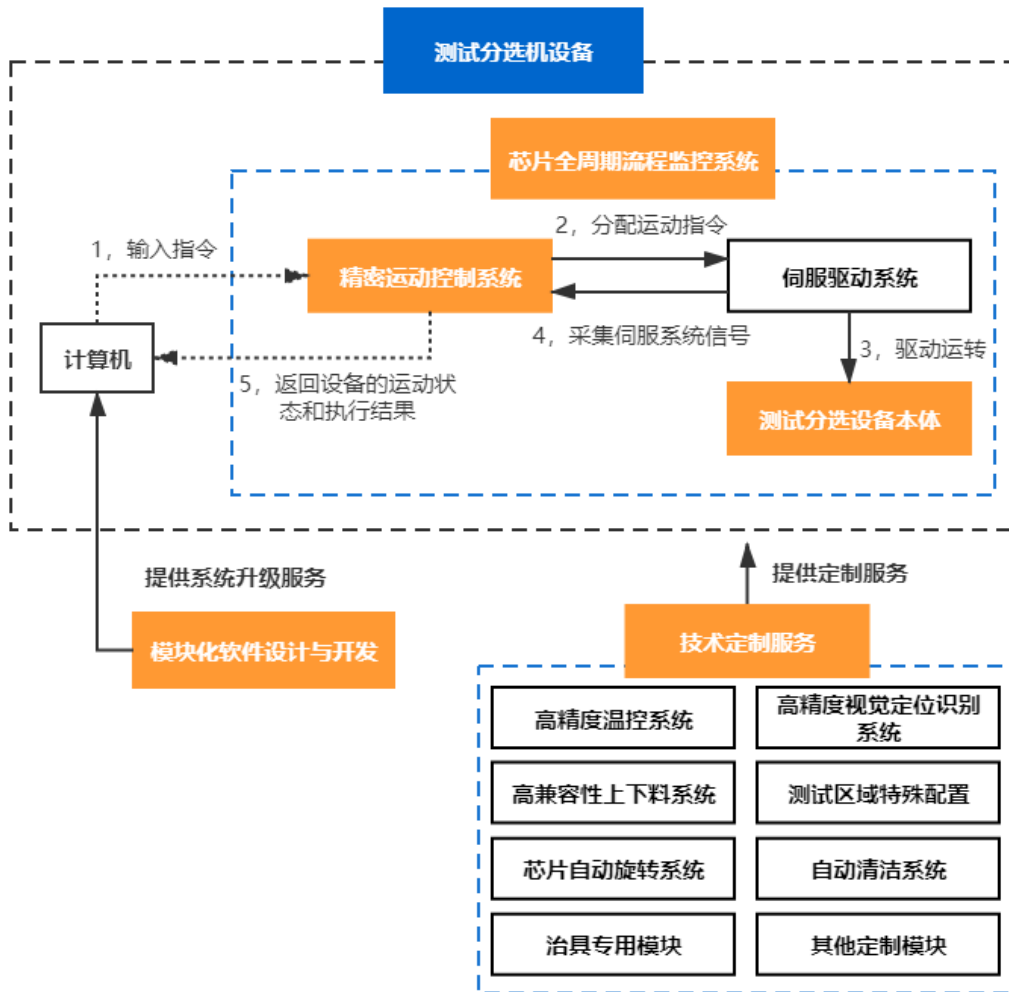 测试分选机设备
芯片全周期流程监控系统
1，输入指令
2，分配运动指令
精密运动控制系统
伺服驱动系统
4，采集伺服系统信号
计算机
3，驱动运转
5，返回设备的运动状
态和执行结果
测试分选设备本体
提供系统升级服务
提供定制服务
模块化软件设计与开发
技术定制服务
高精度温控系统
高精度视觉定位识别
系统
高兼容性上下料系统
测试区域特殊配置
芯片自动旋转系统
自动清洁系统
治具专用模块
其他定制模块